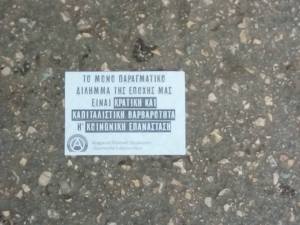 ΤΟ ΜΟΝΟ ΠΡΑΓΜΑΤΙΚΟ
ΔΙΛΗΜΜΑ ΤΗΣ ΕΠΟΧΗΣ ΜΑΣ
ΕΙΝΑΙ ΚΡΑΤΙΚΗ ΚΑΙ
ΚΑΠΙΤΑΛΙΣΤΙΚΗ ΒΑΡΒΑΡΟΤΗΤΑ
Η' ΚΟΙΝΩΝΙΚΗ ΕΠΑΝΑΣΤΑΣΗ